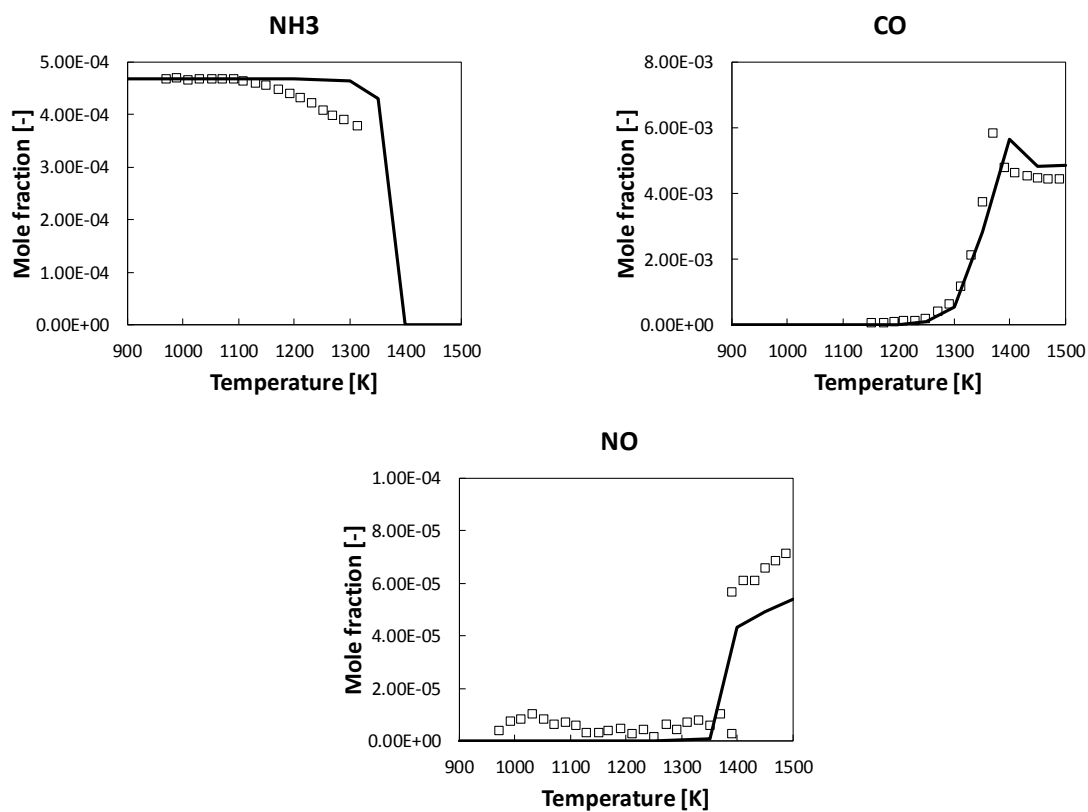 NH3
5.00E-04
4.00E-04
3.00E-04
2.00E-04
1.00E-04
0.00E+00
Mole fraction [-]
900 1000 1100 1200 1300 1400 1500
Temperature [K]
CO
8.00E-03
6.00E-03
4.00E-03
2.00E-03
0.00E+00
Mole fraction [-]
900 1000 1100 1200 1300 1400 1500
Temperature [K]
NO
1.00E-04
8.00E-05
6.00E-05
4.00E-05
2.00E-05
0.00E+00
Mole fraction [-]
900 1000 1100 1200 1300 1400 1500
Temperature [K]